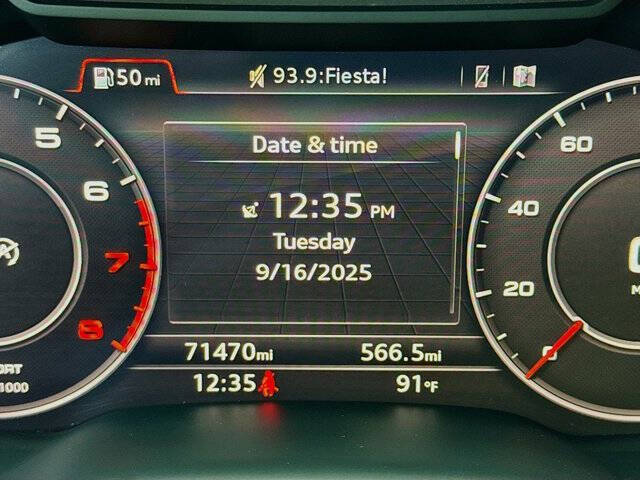 50 mi
93.9:Fiesta!
Date & time
12:35 PM
Tuesday
9/16/2025
5
6
7
8
60
40
20
0
71470mi
566.5mi
12:35
91°F
1000